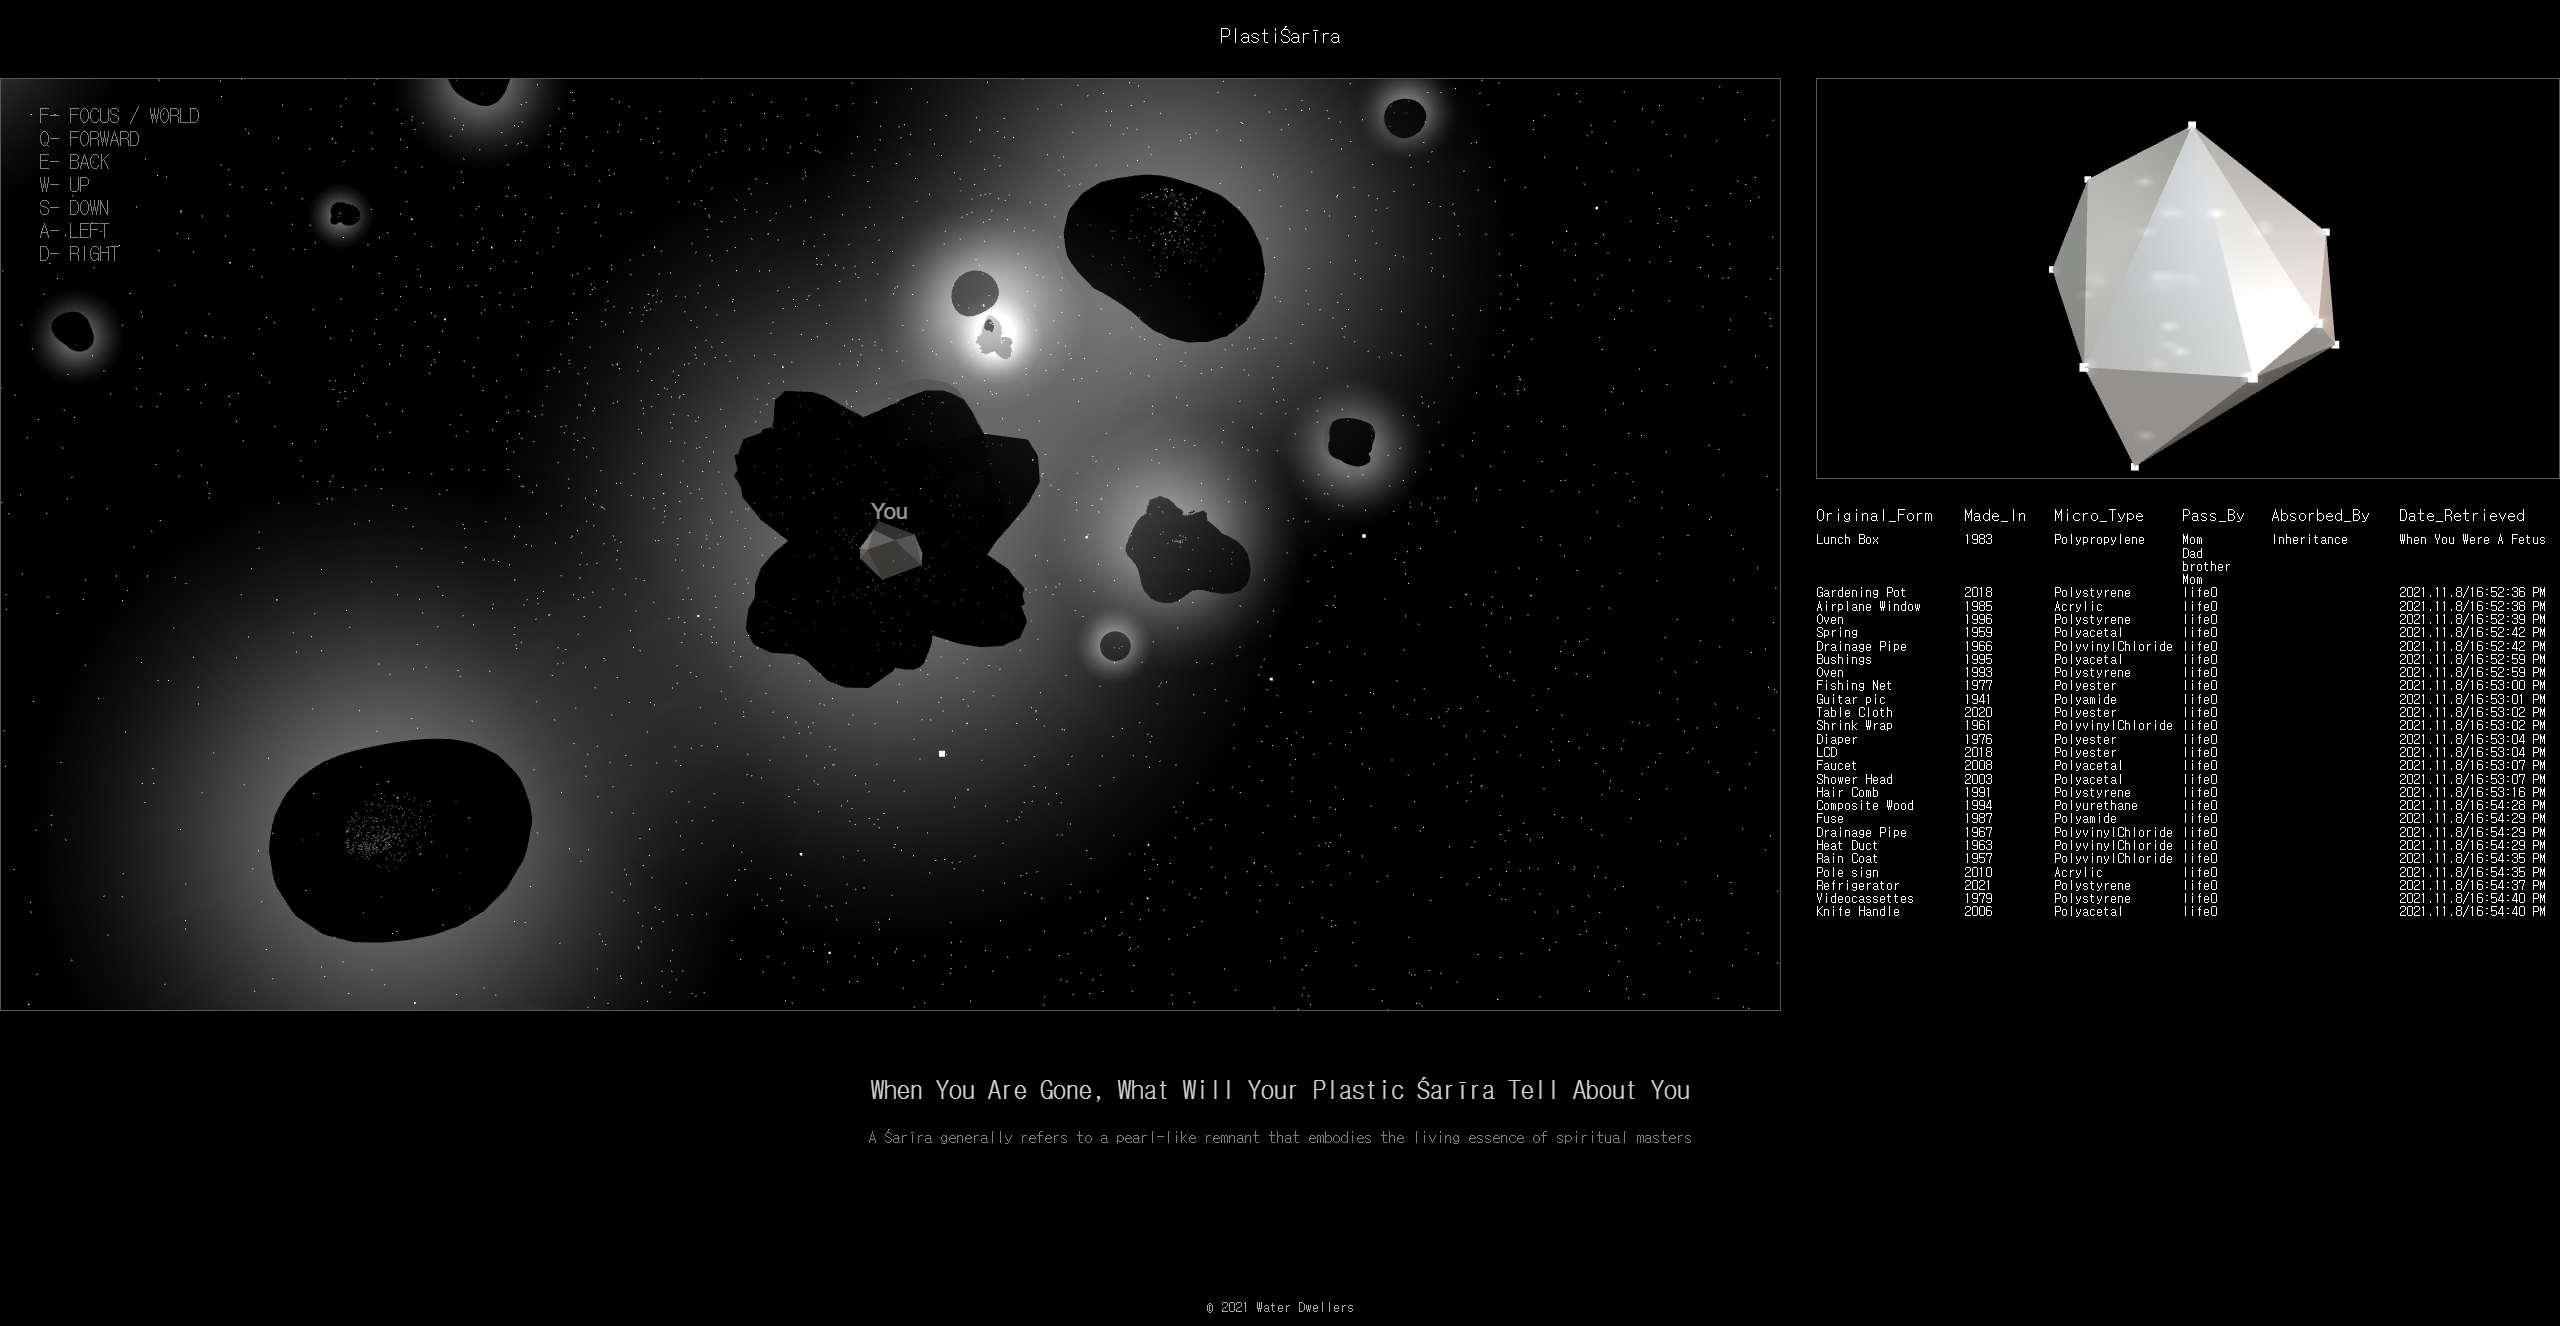 PlastiŚarīra
F- FOCUS / WORLD
Q- FORWARD
E- BACK
W- UP
S- DOWN
A- LEFT
D- RIGHT
You
Original_Form Made_In Micro_Type Pass_By Absorbed_By Date_Retrieved
Lunch Box 1983 Polypropylene Mom Inheritance When You Were A Fetus
Dad
brother
Mom
Gardening Pot 2018 Polystyrene life0 2021.11.8/16:52:36 PM
Airplane Window 1985 Acrylic life0 2021.11.8/16:52:38 PM
Oven 1996 Polystyrene life0 2021.11.8/16:52:39 PM
Spring 1959 Polyacetal life0 2021.11.8/16:52:42 PM
Drainage Pipe 1966 PolyvinylChloride life0 2021.11.8/16:52:42 PM
Bushings 1995 Polyacetal life0 2021.11.8/16:52:59 PM
Oven 1993 Polystyrene life0 2021.11.8/16:52:59 PM
Fishing Net 1977 Polyester life0 2021.11.8/16:53:00 PM
Guitar pic 1941 Polyamide life0 2021.11.8/16:53:01 PM
Table Cloth 2020 Polyester life0 2021.11.8/16:53:02 PM
Shrink Wrap 1961 PolyvinylChloride life0 2021.11.8/16:53:02 PM
Diaper 1976 Polyester life0 2021.11.8/16:53:04 PM
LCD 2018 Polyester life0 2021.11.8/16:53:04 PM
Faucet 2008 Polyacetal life0 2021.11.8/16:53:07 PM
Shower Head 2003 Polyacetal life0 2021.11.8/16:53:07 PM
Hair Comb 1991 Polystyrene life0 2021.11.8/16:53:16 PM
Composite Wood 1994 Polyurethane life0 2021.11.8/16:54:28 PM
Fuse 1987 Polyamide life0 2021.11.8/16:54:29 PM
Drainage Pipe 1967 PolyvinylChloride life0 2021.11.8/16:54:29 PM
Heat Duct 1963 PolyvinylChloride life0 2021.11.8/16:54:29 PM
Rain Coat 1957 PolyvinylChloride life0 2021.11.8/16:54:35 PM
Pole sign 2010 Acrylic life0 2021.11.8/16:54:35 PM
Refrigerator 2021 Polystyrene life0 2021.11.8/16:54:37 PM
Videocassettes 1979 Polystyrene life0 2021.11.8/16:54:40 PM
Knife Handle 2006 Polyacetal life0 2021.11.8/16:54:40 PM
When You Are Gone, What Will Your Plastic Śarīra Tell About You
A Śarīra generally refers to a pearl-like remnant that embodies the living essence of spiritual masters
© 2021 Water Dwellers